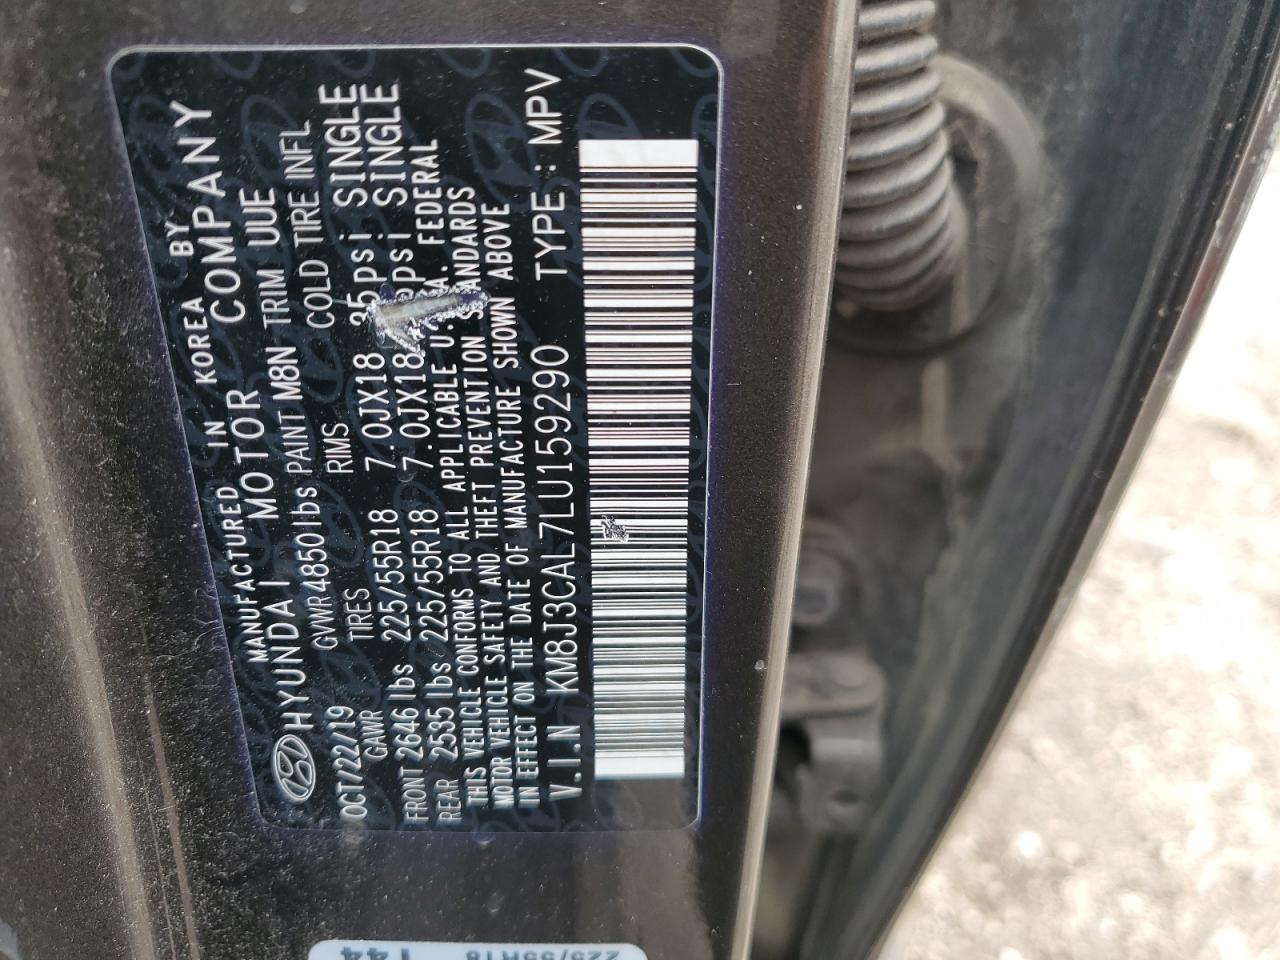 MANUFACTURED IN KOREA BY
HYUNDAI MOTOR COMPANY
OCT/22/19 GVWR 4850lbs PAINT M8N TRIM UUE
GAWR TIRES RIMS COLD TIRE INFL
FRONT 2646 lbs 225/55R18 7.0JX18 35psi SINGLE
REAR 2535 lbs 225/55R18 7.0JX18 psi SINGLE
THIS VEHICLE CONFORMS TO ALL APPLICABLE U. A. FEDERAL
MOTOR VEHICLE SAFETY AND THEFT PREVENTION STANDARDS
IN EFFECT ON THE DATE OF MANUFACTURE SHOWN ABOVE
V.I.N KM8J3CAL7LU159290 TYPE : MPV
225/55R18
T44